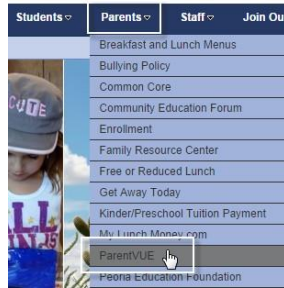 Students Parents Staff Join Ou
Breakfast and Lunch Menus
Bullying Policy
Common Core
Community Education Forum
Enrollment
Family Resource Center
Free or Reduced Lunch
Get Away Today
Kinder/Preschool Tuition Payment
My Lunch Money.com
ParentVUE
Peoria Education Foundation
CUTE